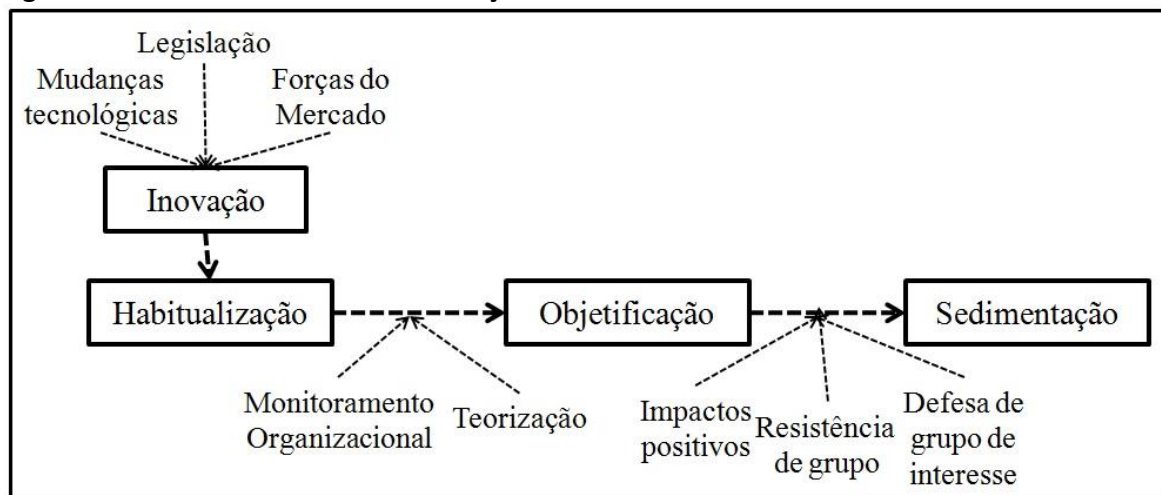 Legislação
Mudanças
tecnológicas
Forças do
Mercado
Inovação
Habitualização
Objetificação
Sedimentação
Monitoramento
Organizacional
Teorização
Impactos
positivos
Resistência
de grupo
Defesa de
grupo de
interesse